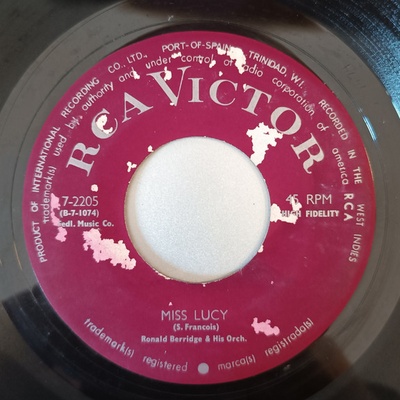 PRODUCT OF INTERNATIONAL RECORDING CO., LTD., PORT-OF-SPAIN, TRINIDAD, W.I. RECORDED IN THE WEST INDIES
trademark(s) used by authority and under control of radio corporation of america RCA
RCA VICTOR
7-2205
(B-7-1074)
Music Co.
45 RPM
HIGH FIDELITY
MISS LUCY
(S. Francois)
Ronald Berridge & His Orch.
trademark(s) registered marca(s) registrada(s)